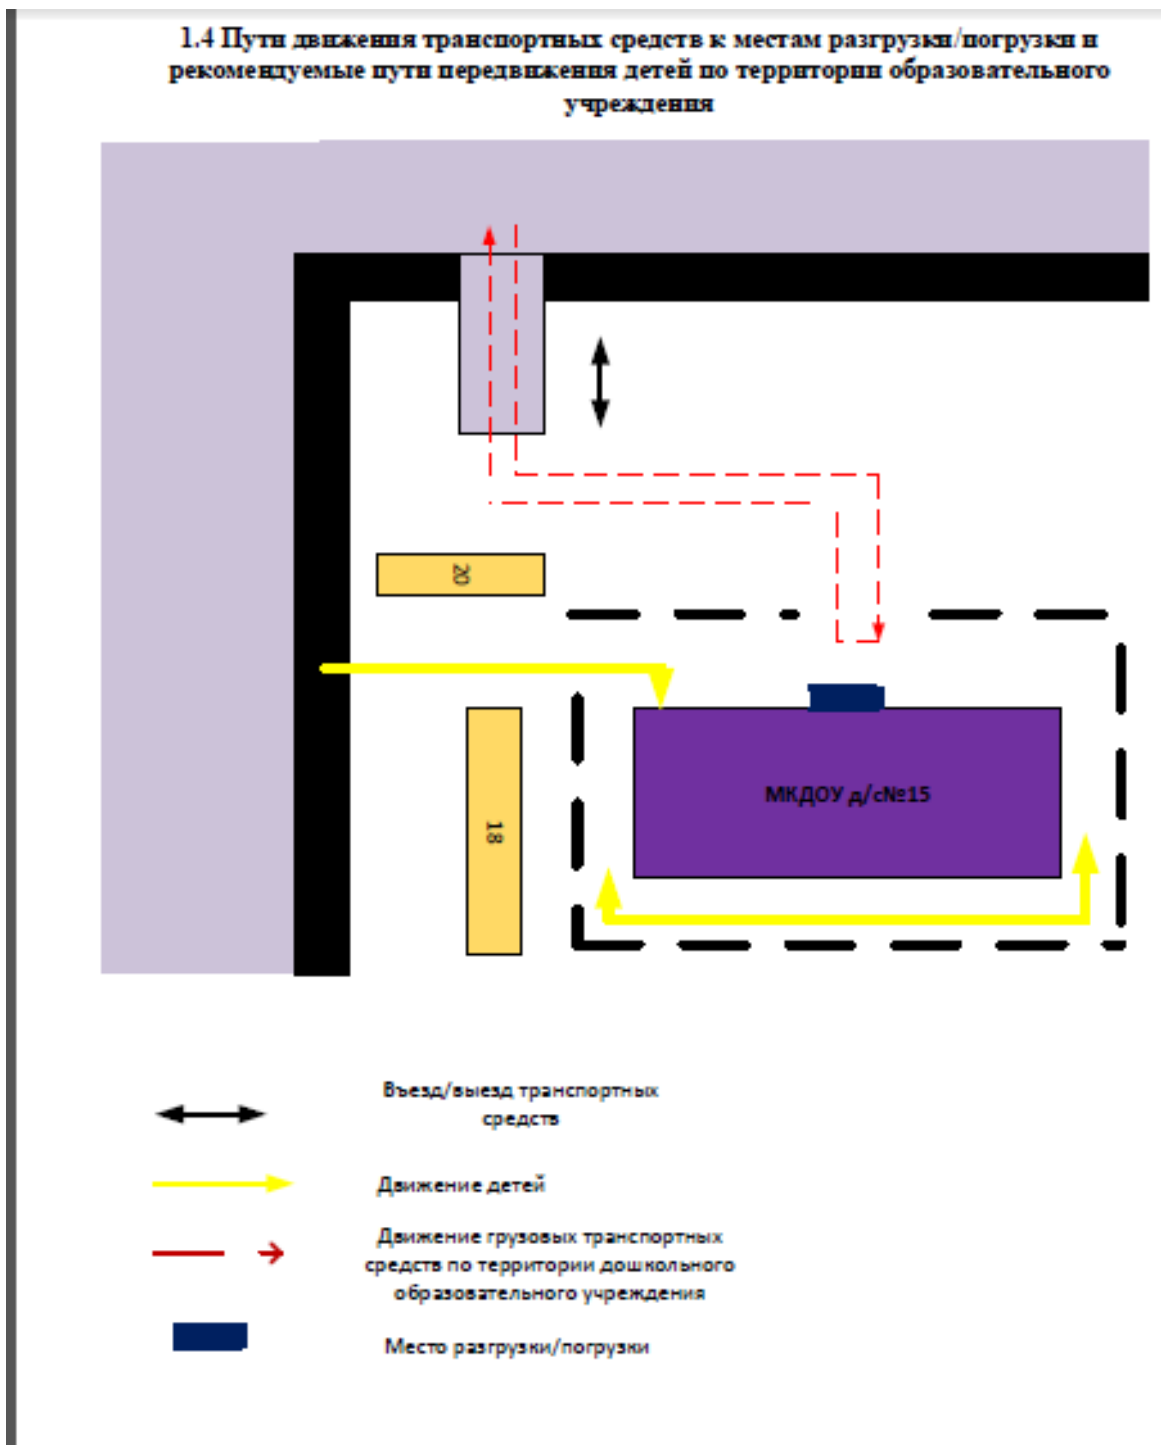 1.4 Пути движения транспортных средств к местам разгрузки/погрузки и
рекомендуемые пути передвижения детей по территории образовательного
учреждения
20
МКДОУ д/с№15
18
Въезд/выезд транспортных
средств
Движение детей
Движение грузовых транспортных
средств по территории дошкольного
образовательного учреждения
Место разгрузки/погрузки